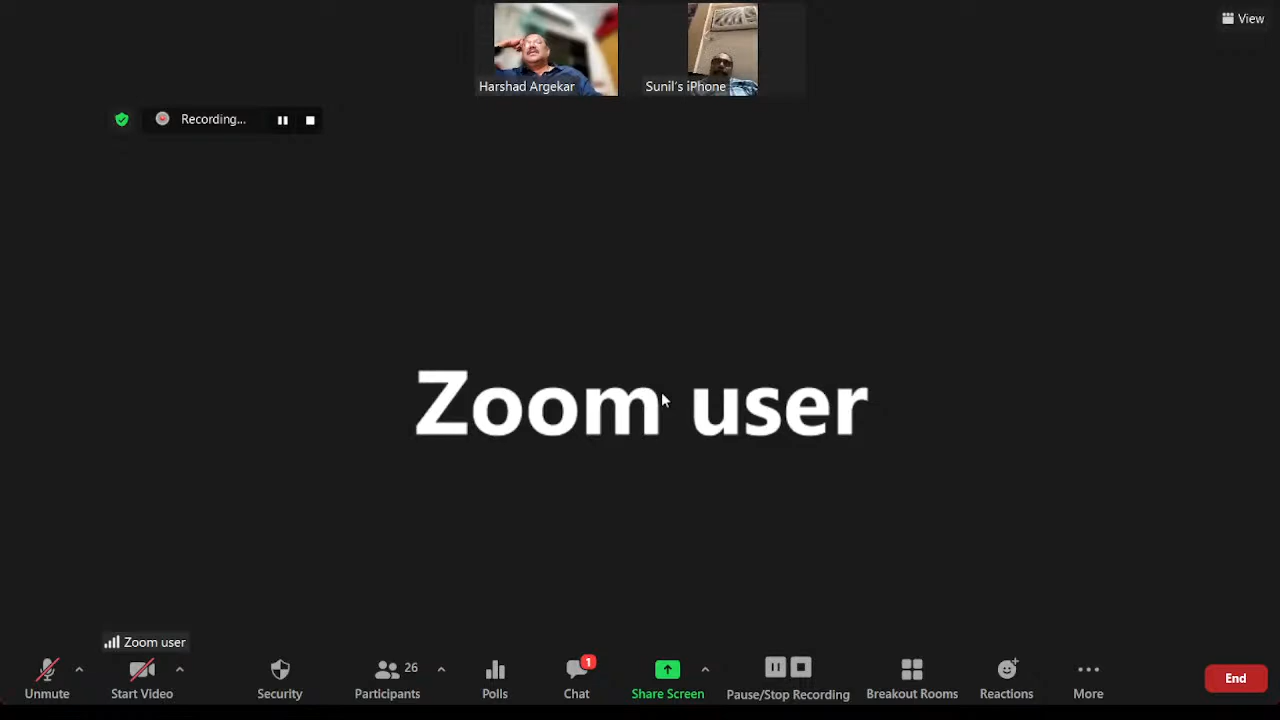 View
Harshad Argekar
Sunil's iPhone
Recording...
Zoom user
Zoom user
Unmute
Start Video
Security
Participants
26
Polls
Chat
1
Share Screen
Pause/Stop Recording
Breakout Rooms
Reactions
More
End